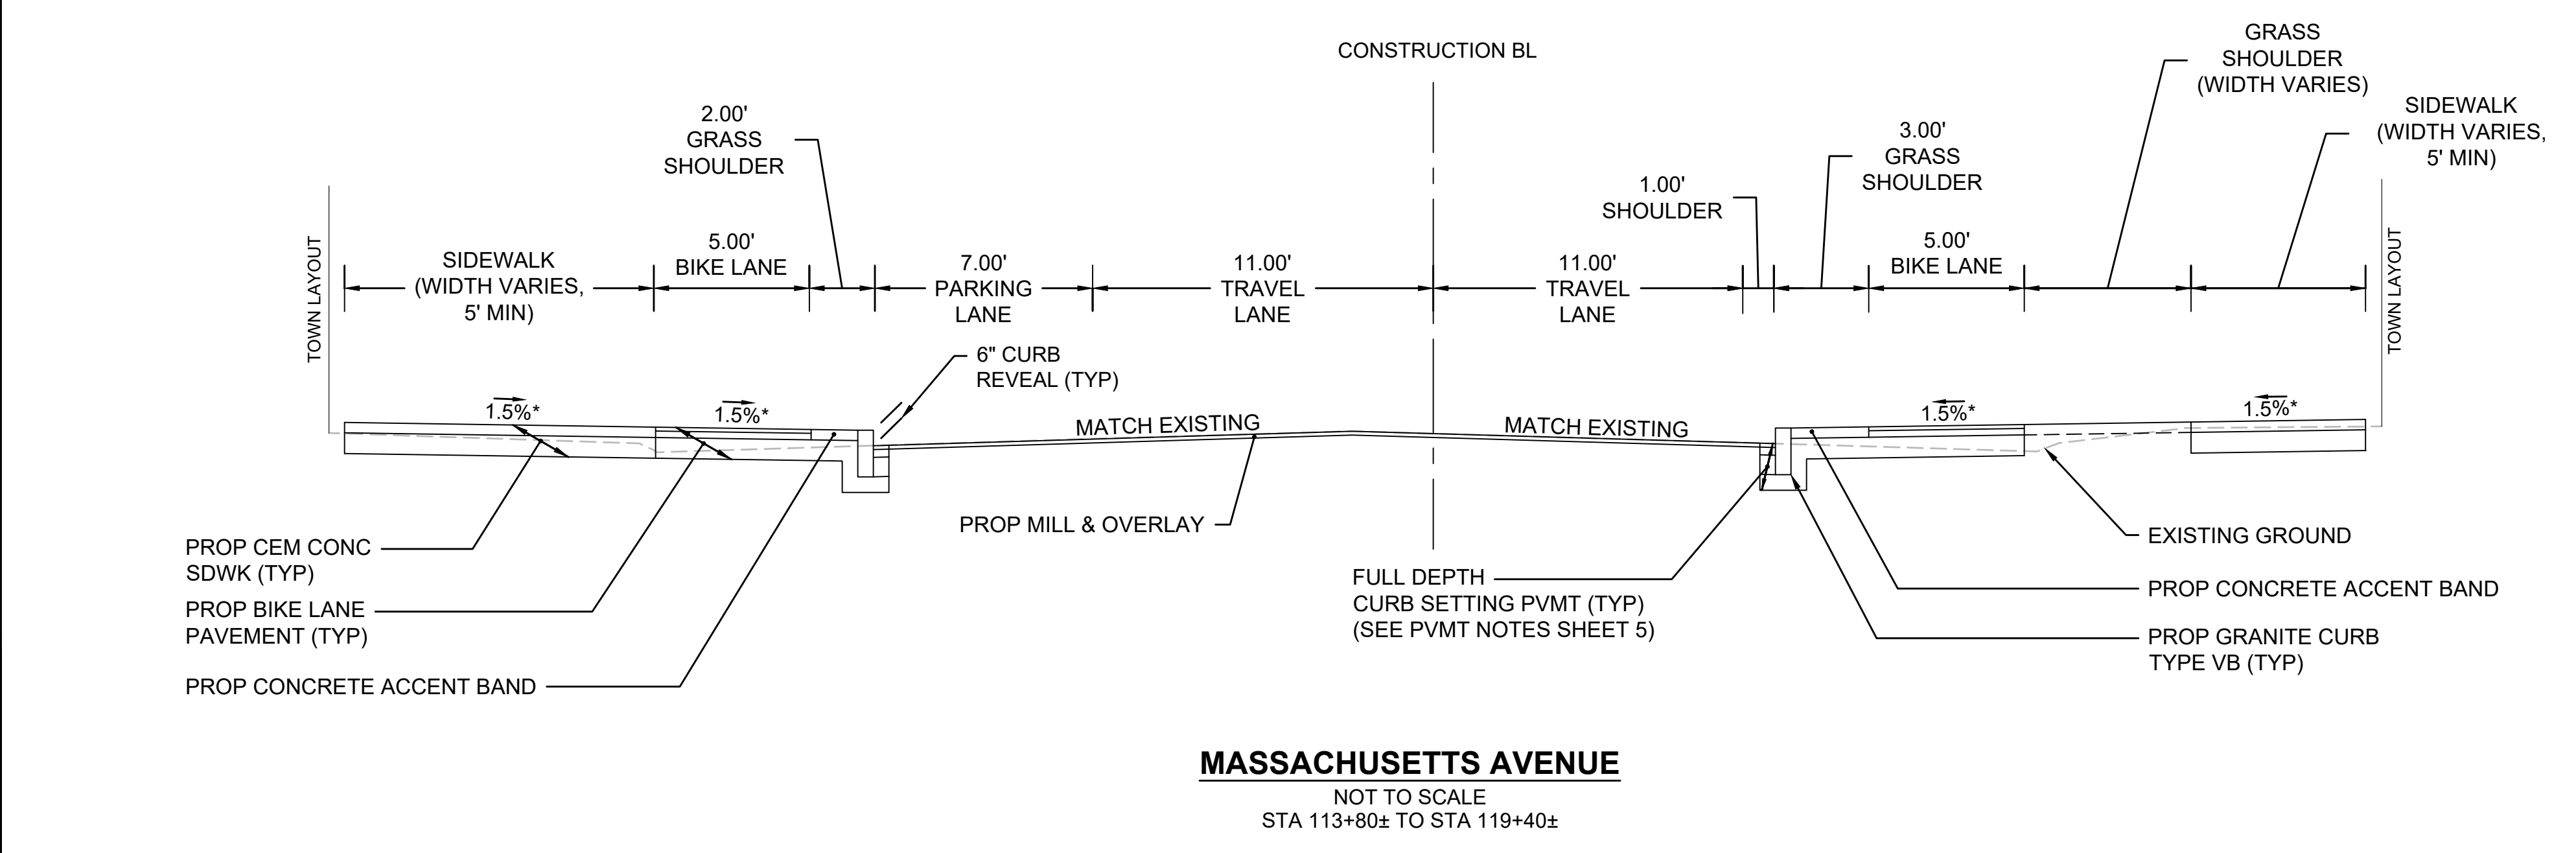 CONSTRUCTION BL
2.00'
GRASS
SHOULDER
1.00'
SHOULDER
3.00'
GRASS
SHOULDER
GRASS
SHOULDER
(WIDTH VARIES)
SIDEWALK
(WIDTH VARIES,
5' MIN)
TOWN LAYOUT
SIDEWALK
(WIDTH VARIES,
5' MIN)
5.00'
BIKE LANE
7.00'
PARKING
LANE
11.00'
TRAVEL
LANE
11.00'
TRAVEL
LANE
5.00'
BIKE LANE
TOWN LAYOUT
6" CURB
REVEAL (TYP)
1.5%*
1.5%*
MATCH EXISTING
MATCH EXISTING
1.5%*
1.5%*
PROP MILL & OVERLAY
PROP CEM CONC
SDWK (TYP)
PROP BIKE LANE
PAVEMENT (TYP)
PROP CONCRETE ACCENT BAND
FULL DEPTH
CURB SETTING PVMT (TYP)
(SEE PVMT NOTES SHEET 5)
EXISTING GROUND
PROP CONCRETE ACCENT BAND
PROP GRANITE CURB
TYPE VB (TYP)
MASSACHUSETTS AVENUE
NOT TO SCALE
STA 113+80± TO STA 119+40±